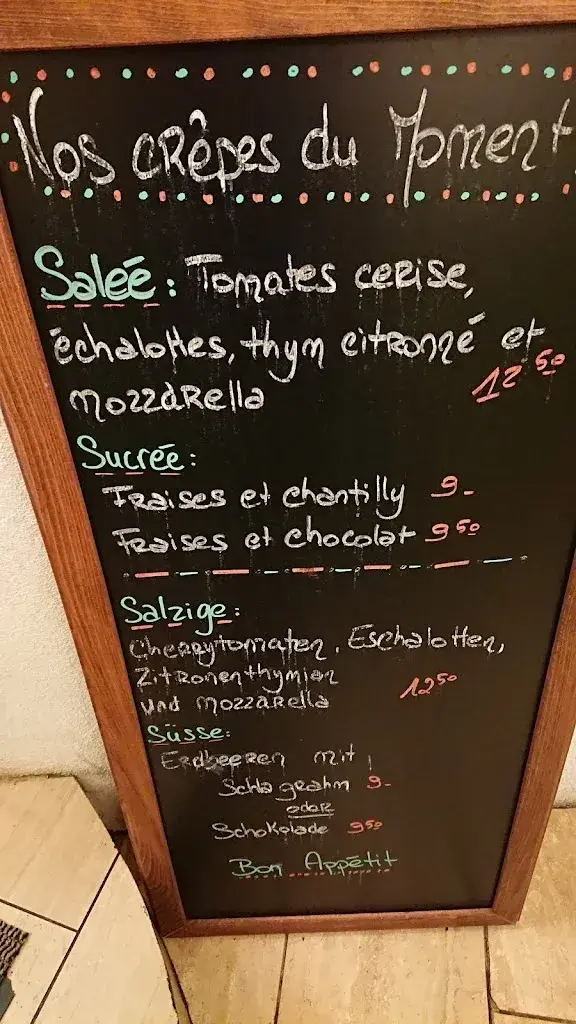 Nos crêpes du Moment
Salée : Tomates cerise,
échalottes, thym citronné et
mozzarella 12 50
Sucrée :
Fraises et chantilly 9.-
Fraises et chocolat 9 50
Salzige :
Cherrytomaten, Eschalotten,
Zitronenthymian
und mozzarella 12 50
Süsse :
Erdbeeren mit
Schlagrahm 9.-
oder
Schokolade 9 50
Bon Appétit